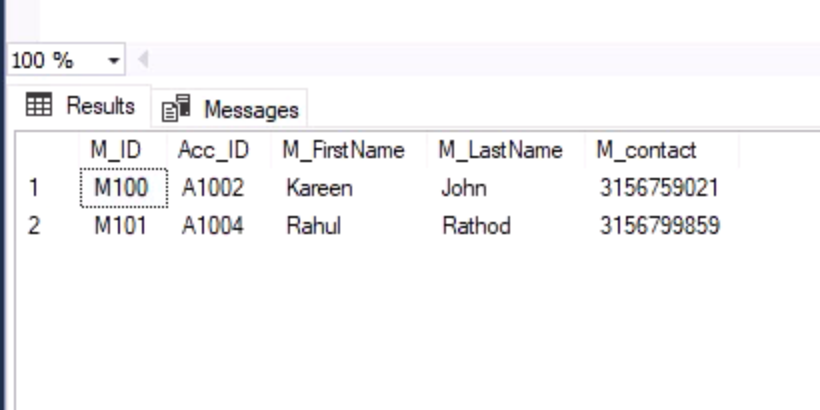 100 %
Results Messages
M_ID Acc_ID M_FirstName M_LastName M_contact
1 M100 A1002 Kareen John 3156759021
2 M101 A1004 Rahul Rathod 3156799859